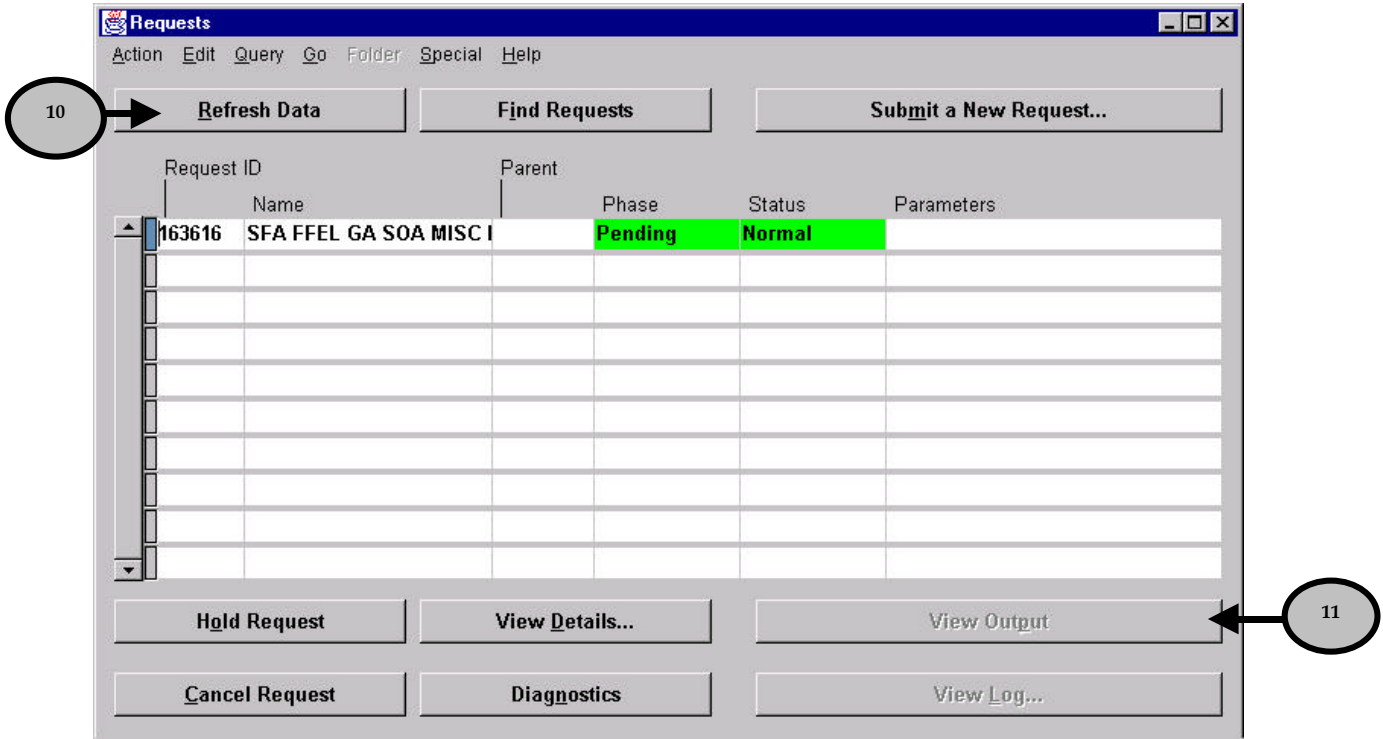 Requests
Action Edit Query Go Folder Special Help
10
Refresh Data Find Requests Submit a New Request...
Request ID Parent
Name Phase Status Parameters
163616 SFA FFEL GA SOA MISC I Pending Normal
Hold Request View Details... View Output
11
Cancel Request Diagnostics View Log...